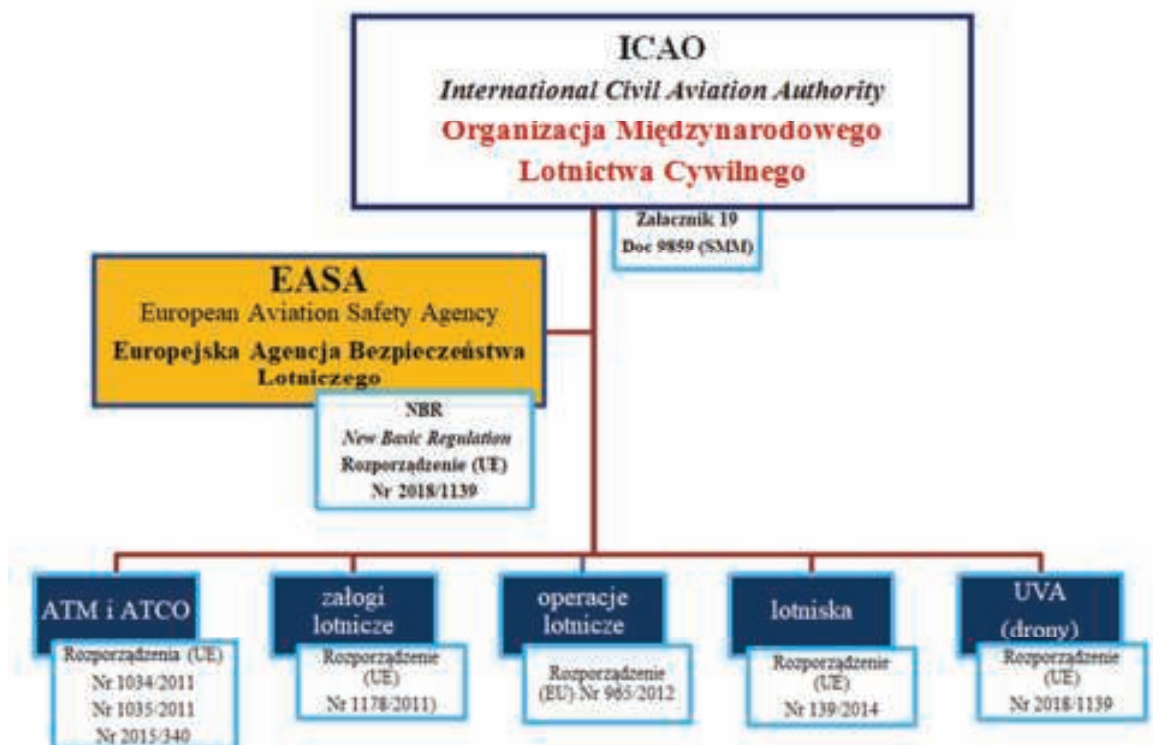 ICAO
International Civil Aviation Authority
Organizacja Międzynarodowego
Lotnictwa Cywilnego
Załacznik 19
Doc 9859 (SMM)
EASA
European Aviation Safety Agency
Europejska Agencja Bezpieczeństwa
Lotniczego
NBR
New Basic Regulation
Rozporządzenie (UE)
Nr 2018/1139
ATM i ATCO
Rozporządzenia (UE)
Nr 1034/2011
Nr 1035/2011
Nr 2015/340
załogi
lotnicze
Rozporządzenie
(UE)
Nr 1178/2011)
operacje
lotnicze
Rozporządzenie
(EU) Nr 965/2012
lotniska
Rozporządzenie
(UE)
Nr 139/2014
UVA
(drony)
Rozporządzenie
(UE)
Nr 2018/1139